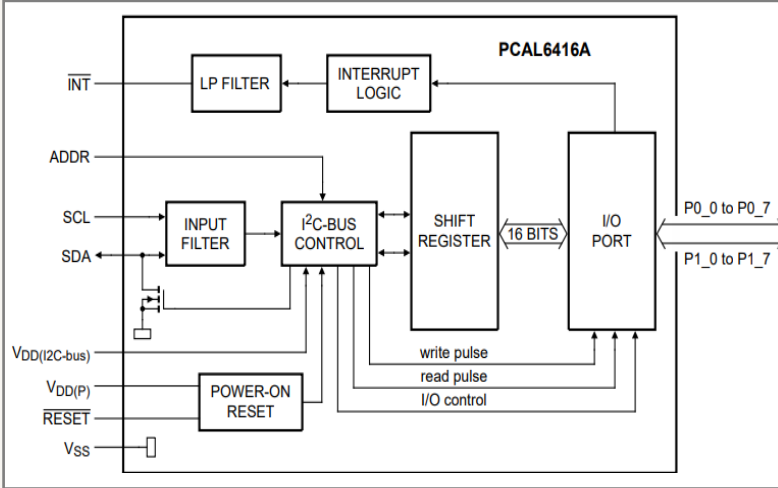 PCAL6416A
INT
LP FILTER
INTERRUPT
LOGIC
ADDR
SCL
SDA
INPUT
FILTER
I²C-BUS
CONTROL
SHIFT
REGISTER
16 BITS
I/O
PORT
P0_0 to P0_7
P1_0 to P1_7
VDD(I2C-bus)
write pulse
VDD(P)
read pulse
RESET
POWER-ON
RESET
I/O control
VSS